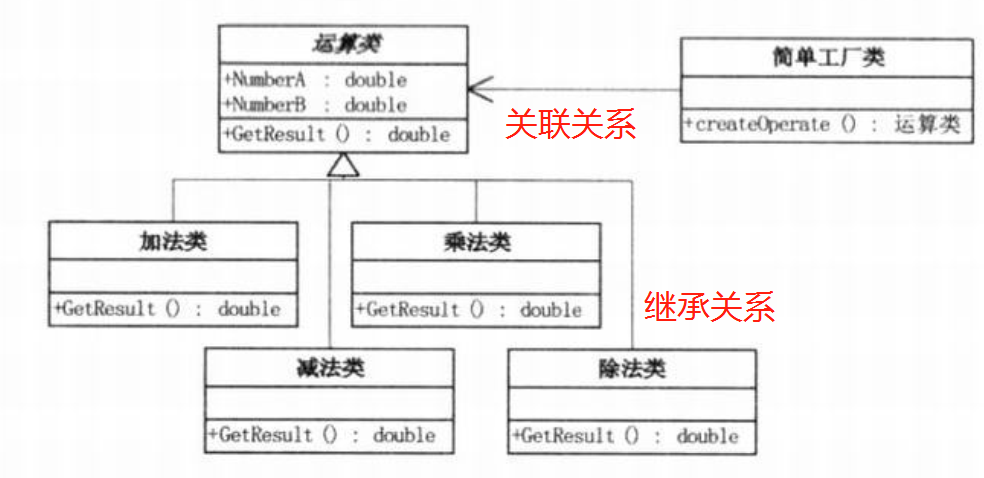 运算类
+NumberA : double
+NumberB : double
+GetResult () : double
简单工厂类
+createOperate () : 运算类
关联关系
加法类
+GetResult () : double
乘法类
+GetResult () : double
继承关系
减法类
+GetResult () : double
除法类
+GetResult () : double